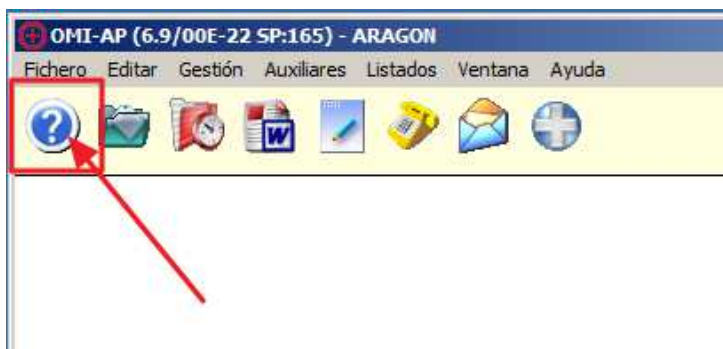 OMI-AP (6.9/00E-22 SP:165) - ARAGON
Fichero Editar Gestión Auxiliares Listados Ventana Ayuda
?
W